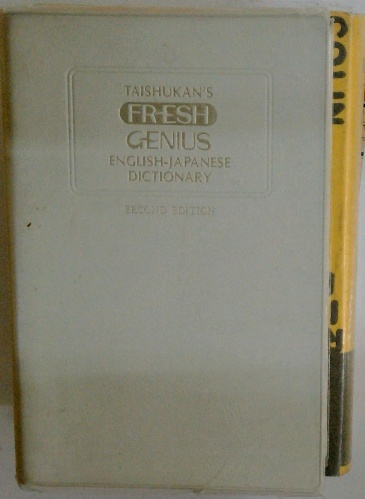 TAISHUKAN'S
FRESH
GENIUS
ENGLISH-JAPANESE
DICTIONARY
SECOND EDITION